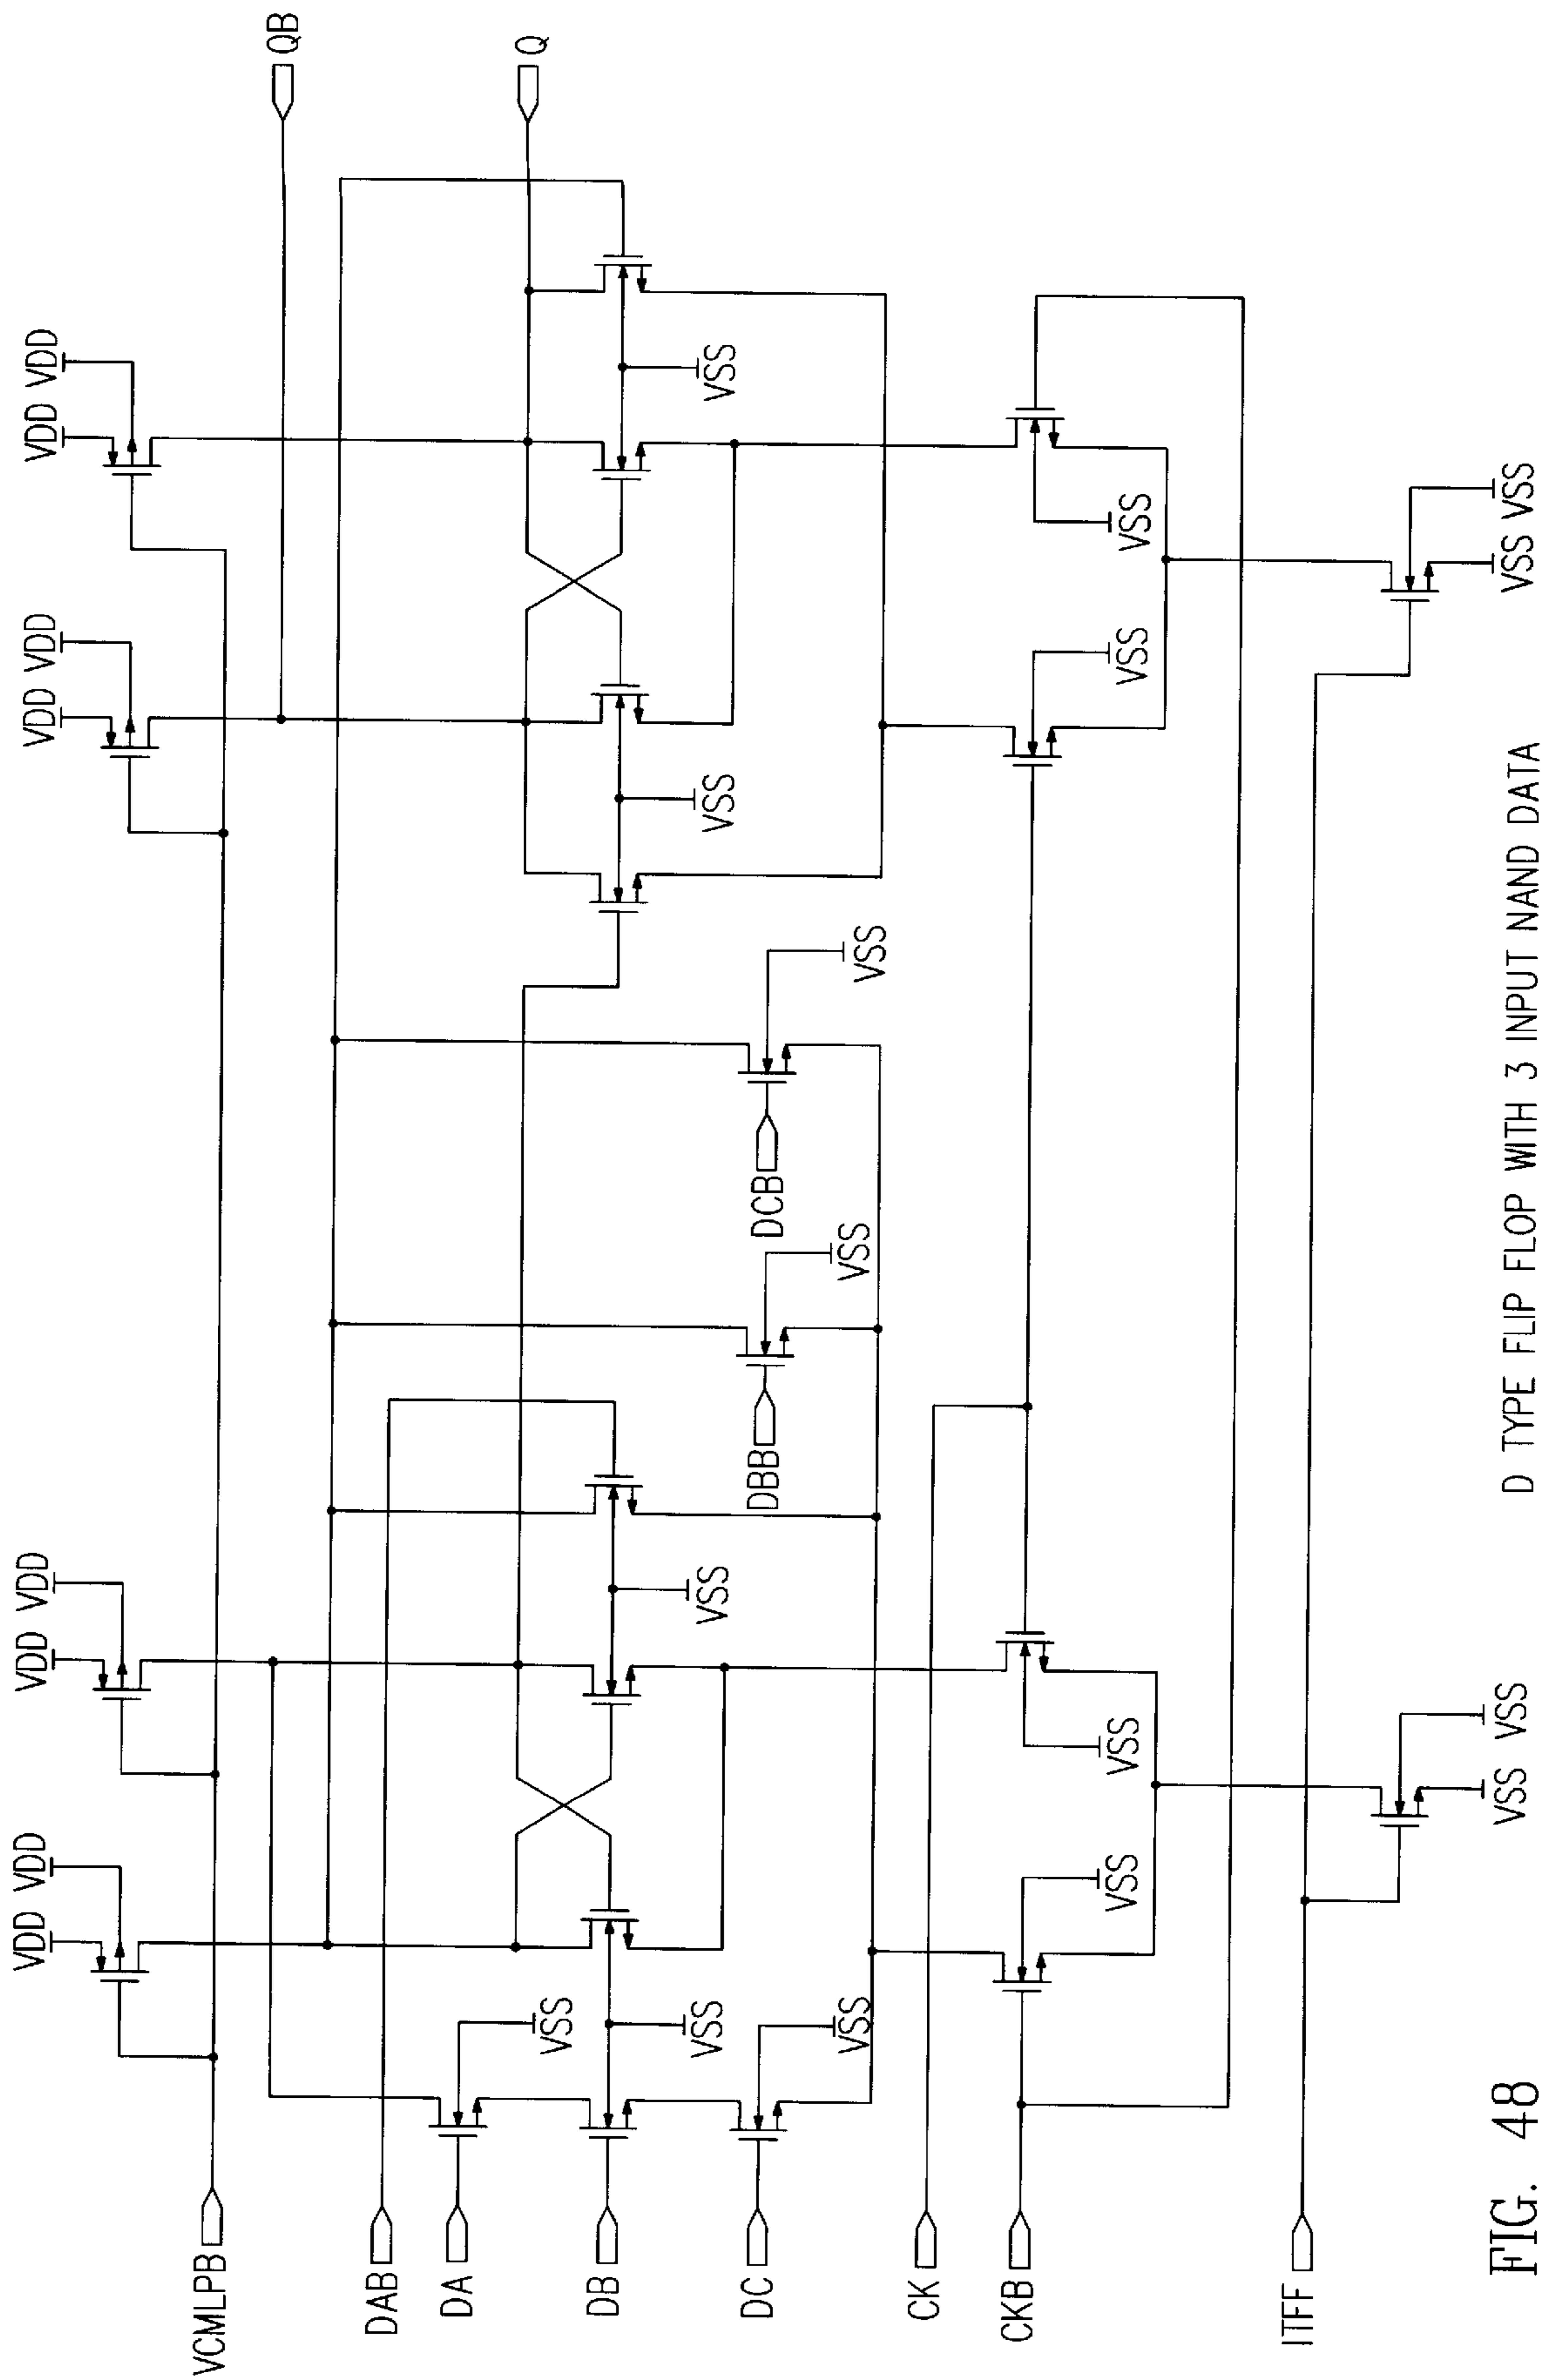 VDD VDD
VDD VDD
VDD VDD
VDD VDD
QB
VCMLPB
Q
DAB
DA
VSS
DB
VSS
VSS
VSS
VSS
DC
VSS
DBB
VSS
DCB
VSS
CK
CKB
VSS
VSS
VSS
VSS
ITFF
VSS VSS
VSS VSS
FIG. 48
D TYPE FLIP FLOP WITH 3 INPUT NAND DATA